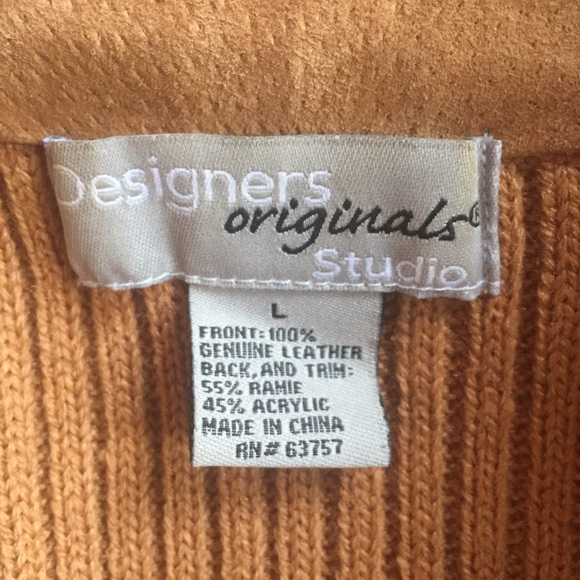 Designers
originals®
Studio
L
FRONT: 100%
GENUINE LEATHER
BACK, AND TRIM:
55% RAMIE
45% ACRYLIC
MADE IN CHINA
RN# 63757